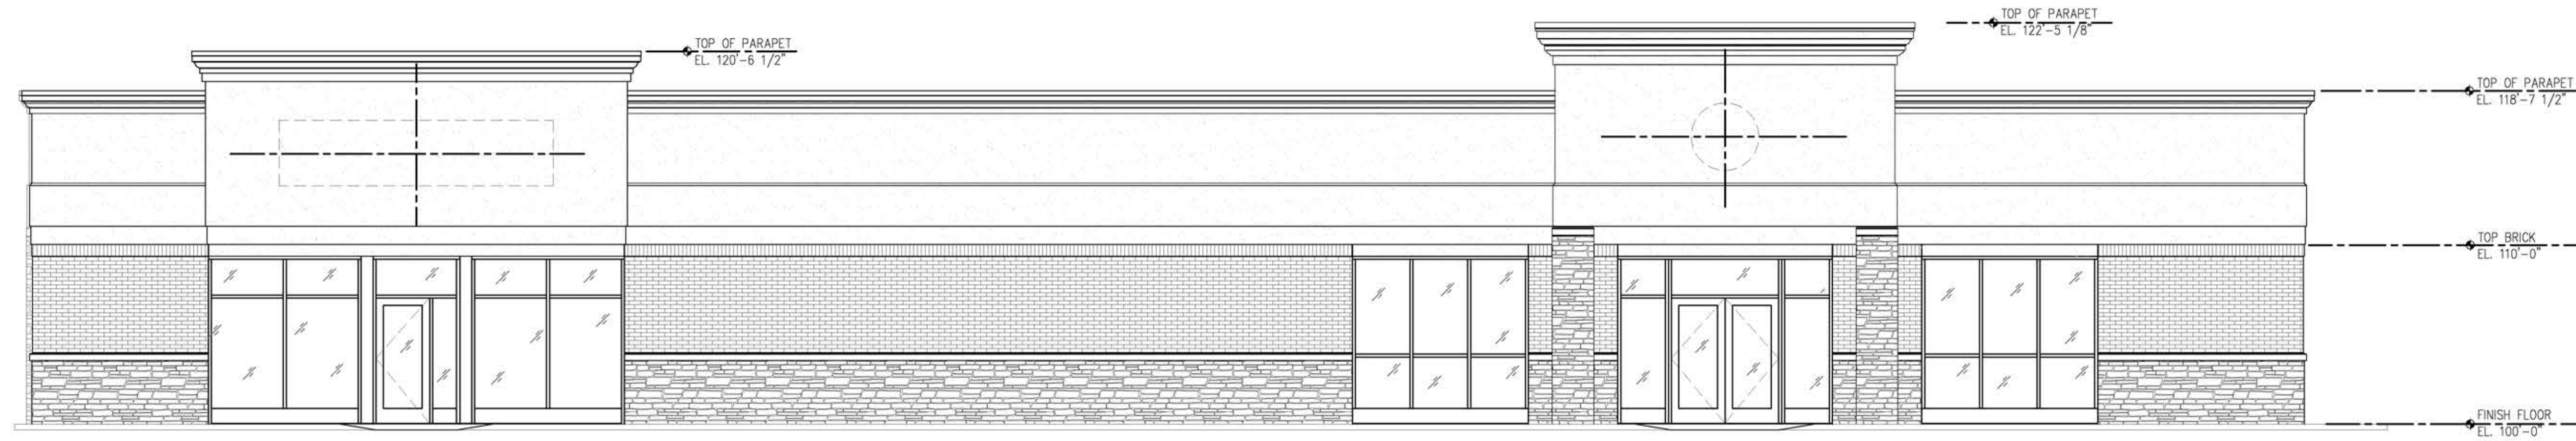 TOP OF PARAPET
EL. 120'-6 1/2"
TOP OF PARAPET
EL. 122'-5 1/8"
TOP OF PARAPET
EL. 118'-7 1/2"
TOP BRICK
EL. 110'-0"
FINISH FLOOR
EL. 100'-0"